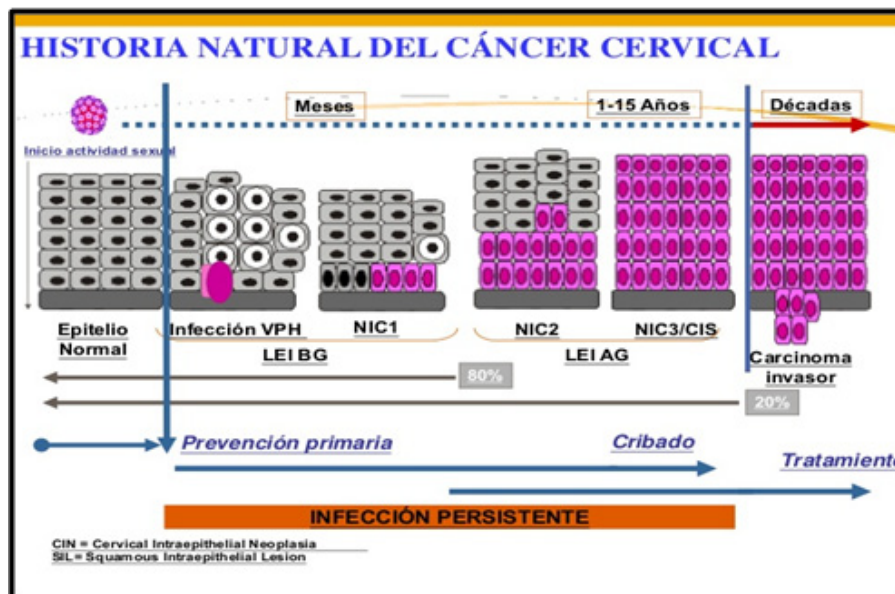 HISTORIA NATURAL DEL CÁNCER CERVICAL
Meses
1-15 Años
Décadas
Inicio actividad sexual
Epitelio
Normal
Infección VPH
NIC1
NIC2
NIC3/CIS
Carcinoma
invasor
LEI BG
LEI AG
80%
20%
Prevención primaria
Cribado
Tratamiento
INFECCIÓN PERSISTENTE
CIN = Cervical Intraepithelial Neoplasia
SIL= Squamous Intraepithelial Lesion